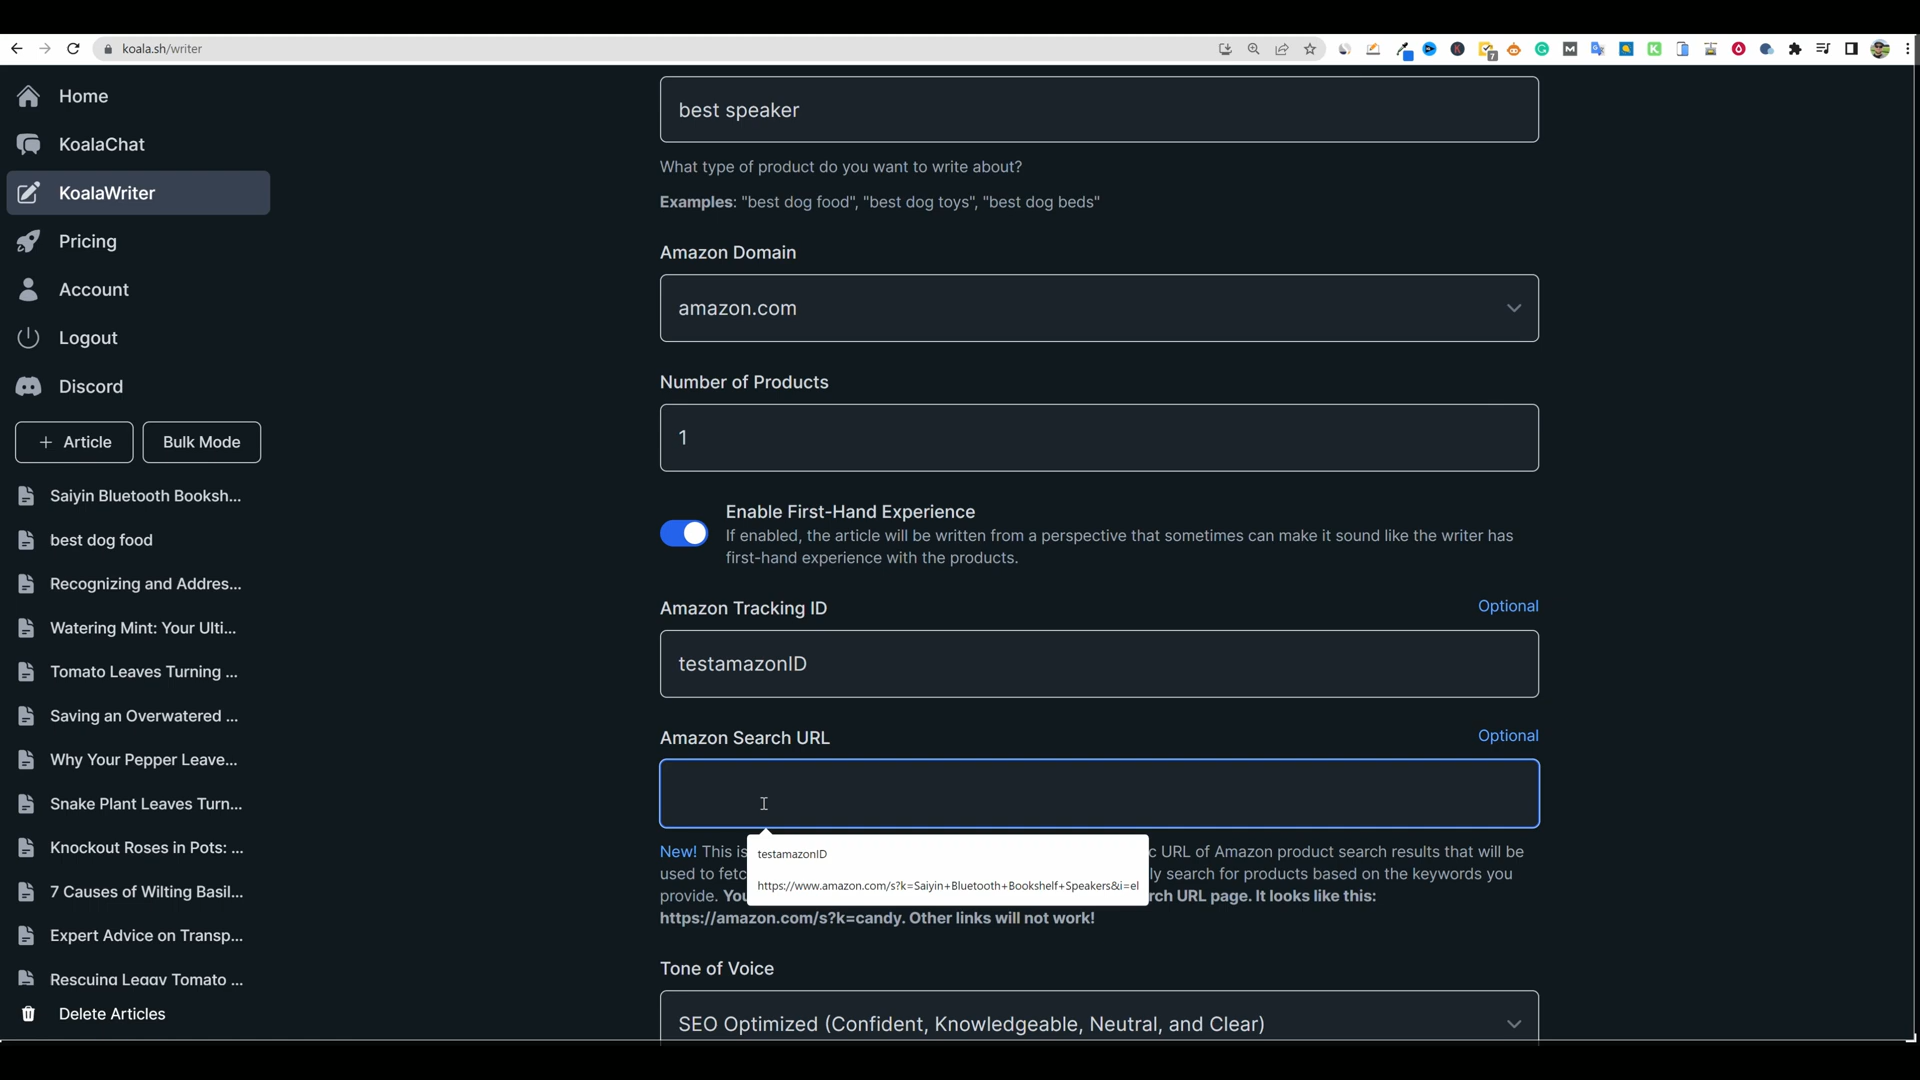 koala.sh/writer
7
Home
KoalaChat
KoalaWriter
Pricing
Account
Logout
Discord
+ Article
Bulk Mode
Saiyin Bluetooth Booksh...
best dog food
Recognizing and Addres...
Watering Mint: Your Ulti...
Tomato Leaves Turning ...
Saving an Overwatered ...
Why Your Pepper Leave...
Snake Plant Leaves Turn...
Knockout Roses in Pots: ...
7 Causes of Wilting Basil...
Expert Advice on Transp...
Rescuing Leggy Tomato ...
Delete Articles
best speaker
What type of product do you want to write about?
Examples: "best dog food", "best dog toys", "best dog beds"
Amazon Domain
amazon.com
Number of Products
1
Enable First-Hand Experience
If enabled, the article will be written from a perspective that sometimes can make it sound like the writer has
first-hand experience with the products.
Amazon Tracking ID
Optional
testamazonID
Amazon Search URL
Optional
testamazonID
https://www.amazon.com/s?k=Saiyin+Bluetooth+Bookshelf+Speakers&i=el
New! This is c URL of Amazon product search results that will be
used to fetc ly search for products based on the keywords you
provide. You rch URL page. It looks like this:
https://amazon.com/s?k=candy. Other links will not work!
Tone of Voice
SEO Optimized (Confident, Knowledgeable, Neutral, and Clear)